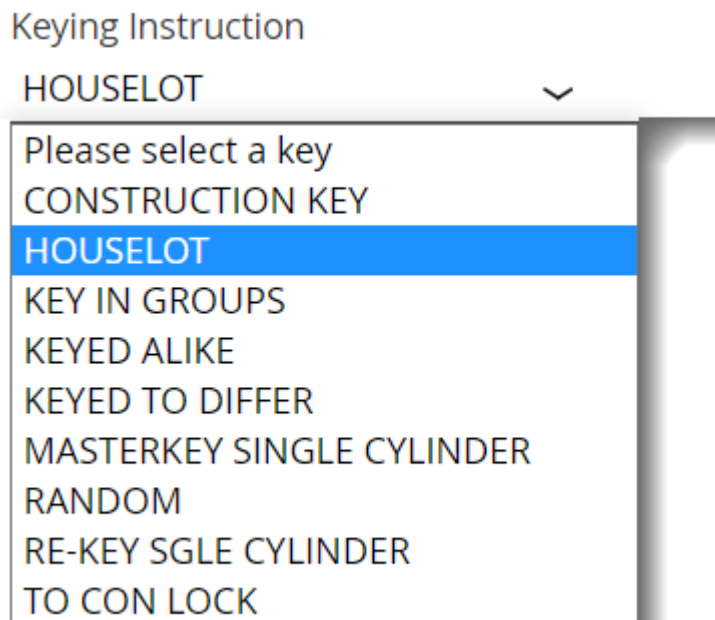 Keying Instruction
HOUSELOT
Please select a key
CONSTRUCTION KEY
HOUSELOT
KEY IN GROUPS
KEYED ALIKE
KEYED TO DIFFER
MASTERKEY SINGLE CYLINDER
RANDOM
RE-KEY SGLE CYLINDER
TO CON LOCK